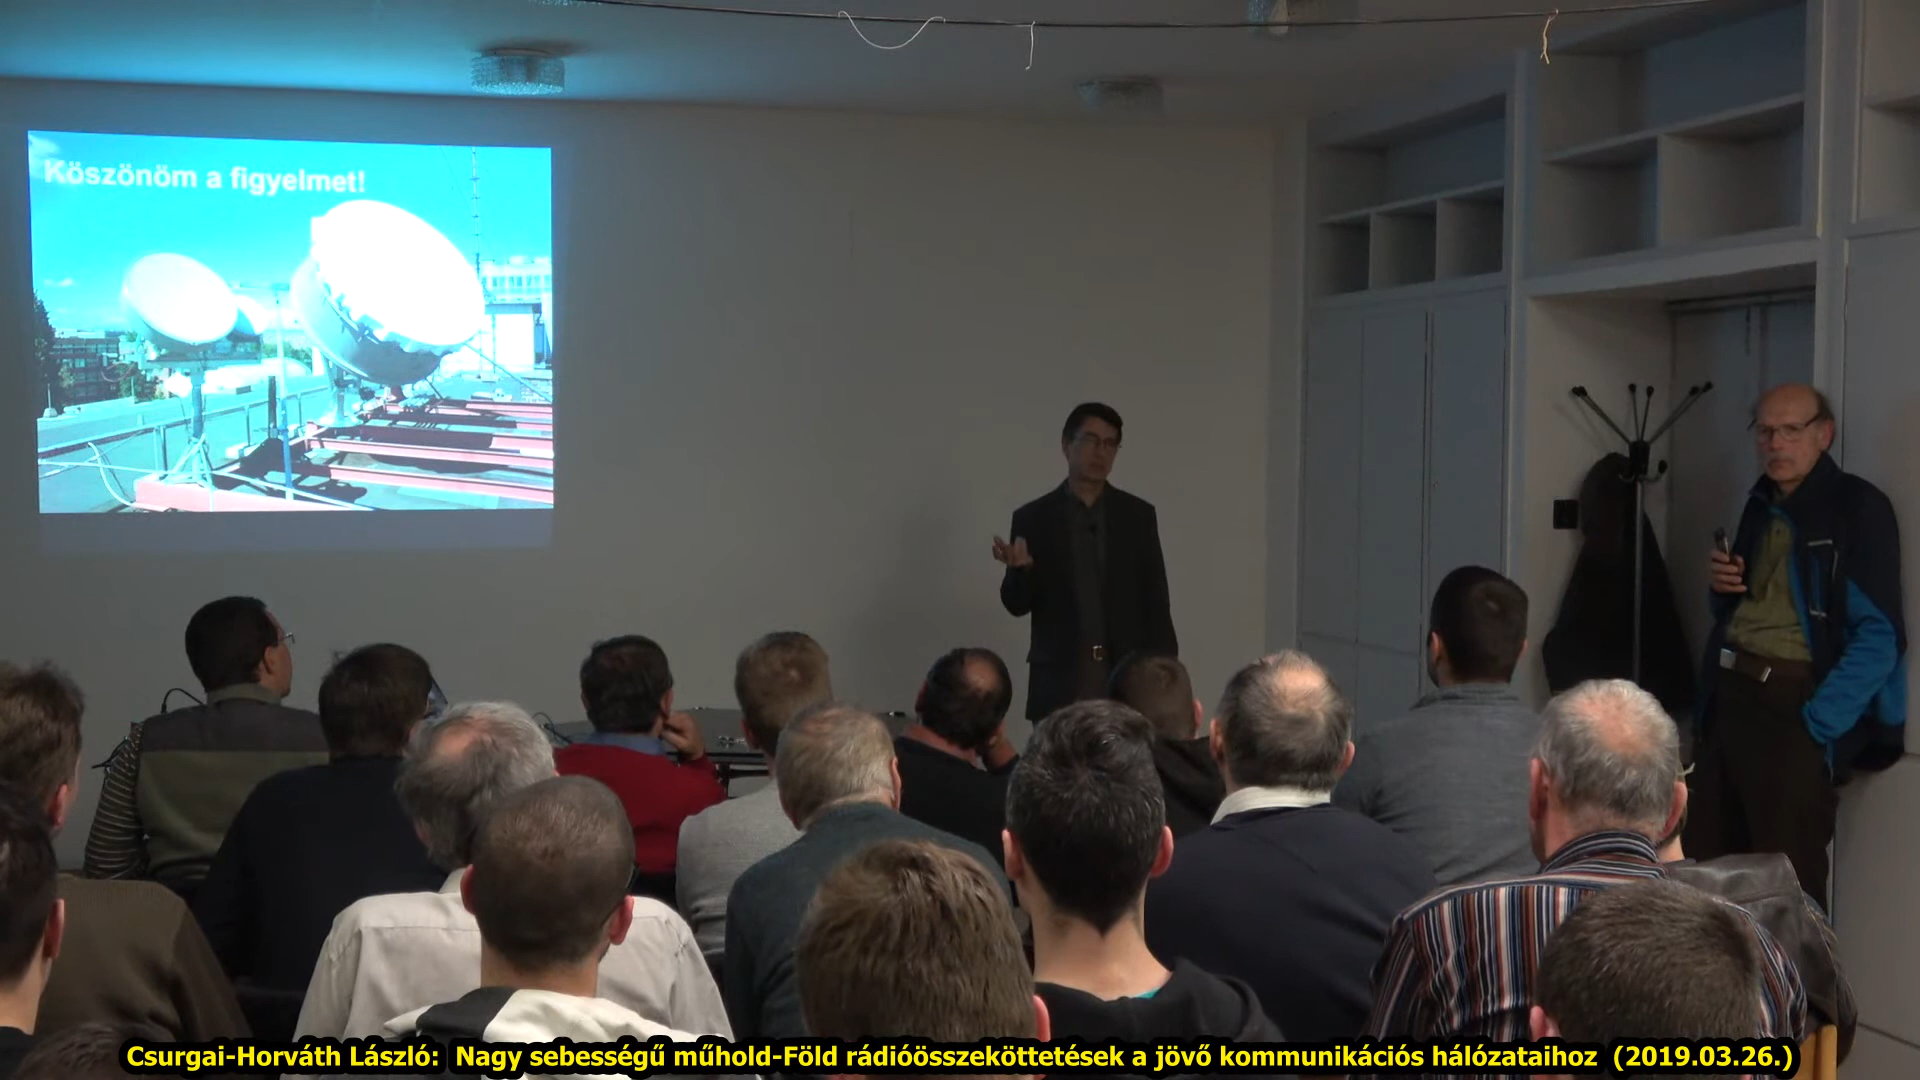 Köszönöm a figyelmet!
Csurgai-Horváth László: Nagy sebességű műhold-Föld rádióösszeköttetések a jövő kommunikációs hálózataihoz (2019.03.26.)